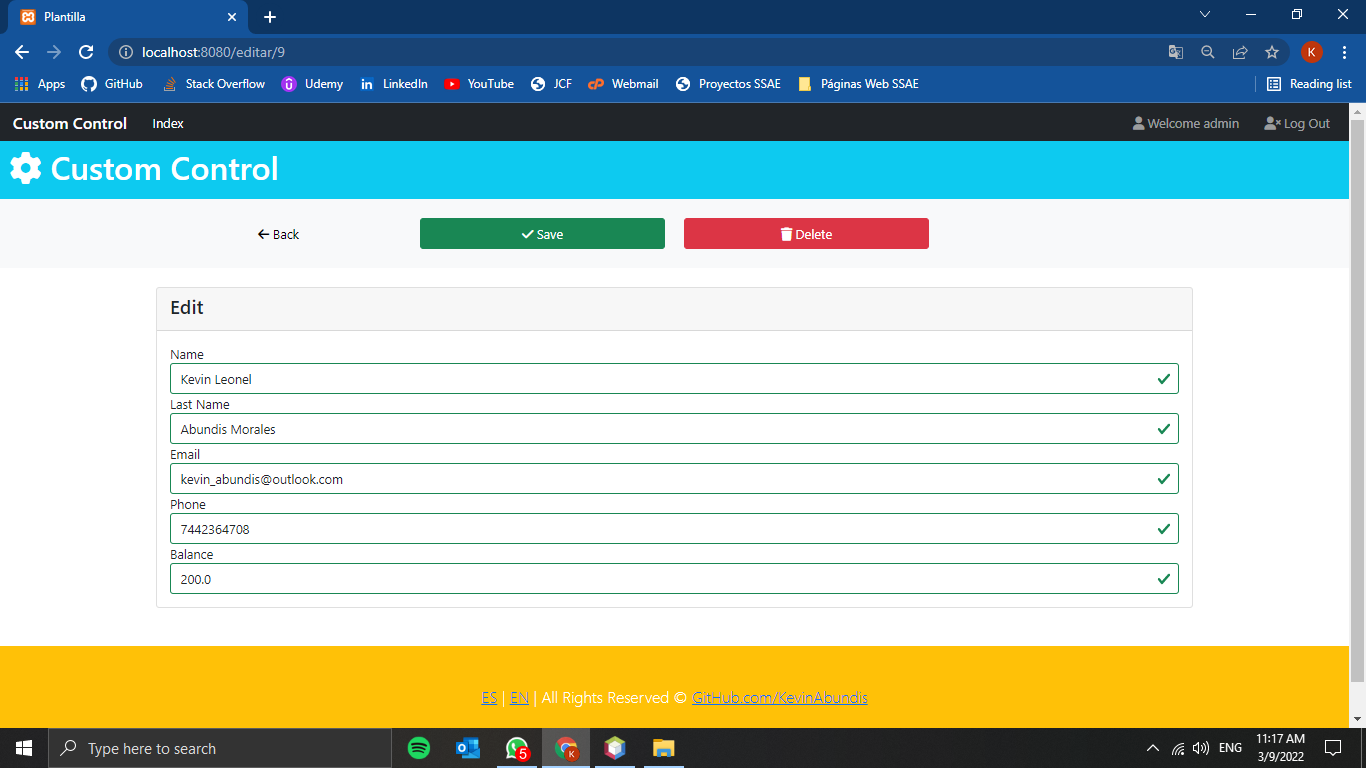 Plantilla
localhost:8080/editar/9
K
Apps GitHub Stack Overflow Udemy LinkedIn YouTube JCF Webmail Proyectos SSAE Páginas Web SSAE Reading list
Custom Control Index Welcome admin Log Out
Custom Control
Back Save Delete
Edit
Name
Kevin Leonel
Last Name
Abundis Morales
Email
kevin_abundis@outlook.com
Phone
7442364708
Balance
200.0
ES | EN | All Rights Reserved © GitHub.com/KevinAbundis
Type here to search 5 K ENG 11:17 AM
3/9/2022